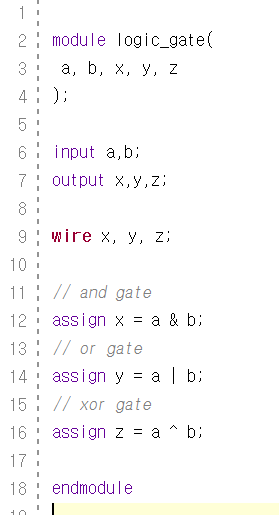 1
2 module logic_gate(
3  a, b, x, y, z
4 );
5
6 input a,b;
7 output x,y,z;
8
9 wire x, y, z;
10
11 // and gate
12 assign x = a & b;
13 // or gate
14 assign y = a | b;
15 // xor gate
16 assign z = a ^ b;
17
18 endmodule